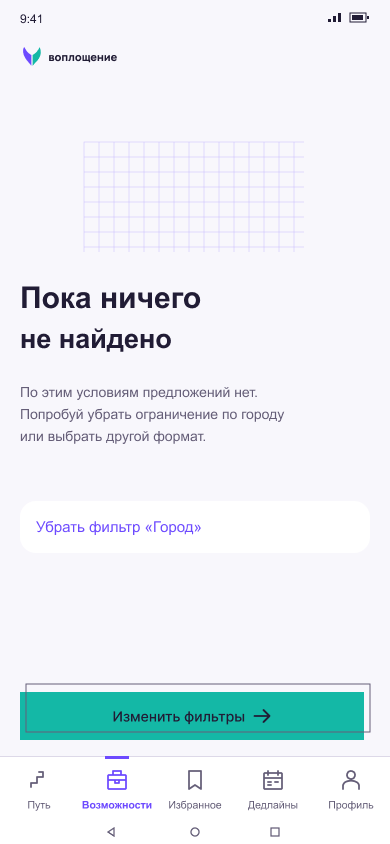 9:41
воплощение
Пока ничего
не найдено
По этим условиям предложений нет.
Попробуй убрать ограничение по городу
или выбрать другой формат.
Убрать фильтр «Город»
Изменить фильтры
Путь
Возможности
Избранное
Дедлайны
Профиль